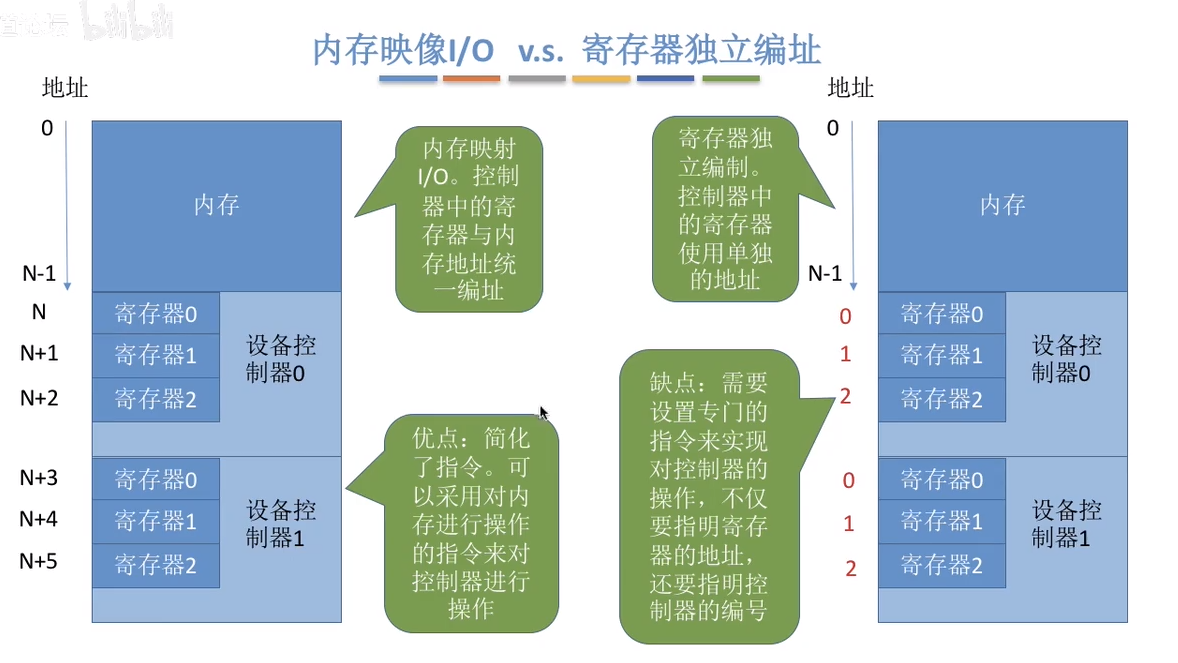 内存映像I/O v.s. 寄存器独立编址
地址
0
N-1
N
N+1
N+2
N+3
N+4
N+5
内存
寄存器0
寄存器1
寄存器2
设备控
制器0
寄存器0
寄存器1
寄存器2
设备控
制器1
内存映射
I/O。控制
器中的寄
存器与内
存地址统
一编址
优点：简化
了指令。可
以采用对内
存进行操作
的指令来对
控制器进行
操作
寄存器独
立编制。
控制器中
的寄存器
使用单独
的地址
缺点：需要
设置专门的
指令来实现
对控制器的
操作，不仅
要指明寄存
器的地址，
还要指明控
制器的编号
地址
0
N-1
0
1
2
0
1
2
内存
寄存器0
寄存器1
寄存器2
设备控
制器0
寄存器0
寄存器1
寄存器2
设备控
制器1
bilibili